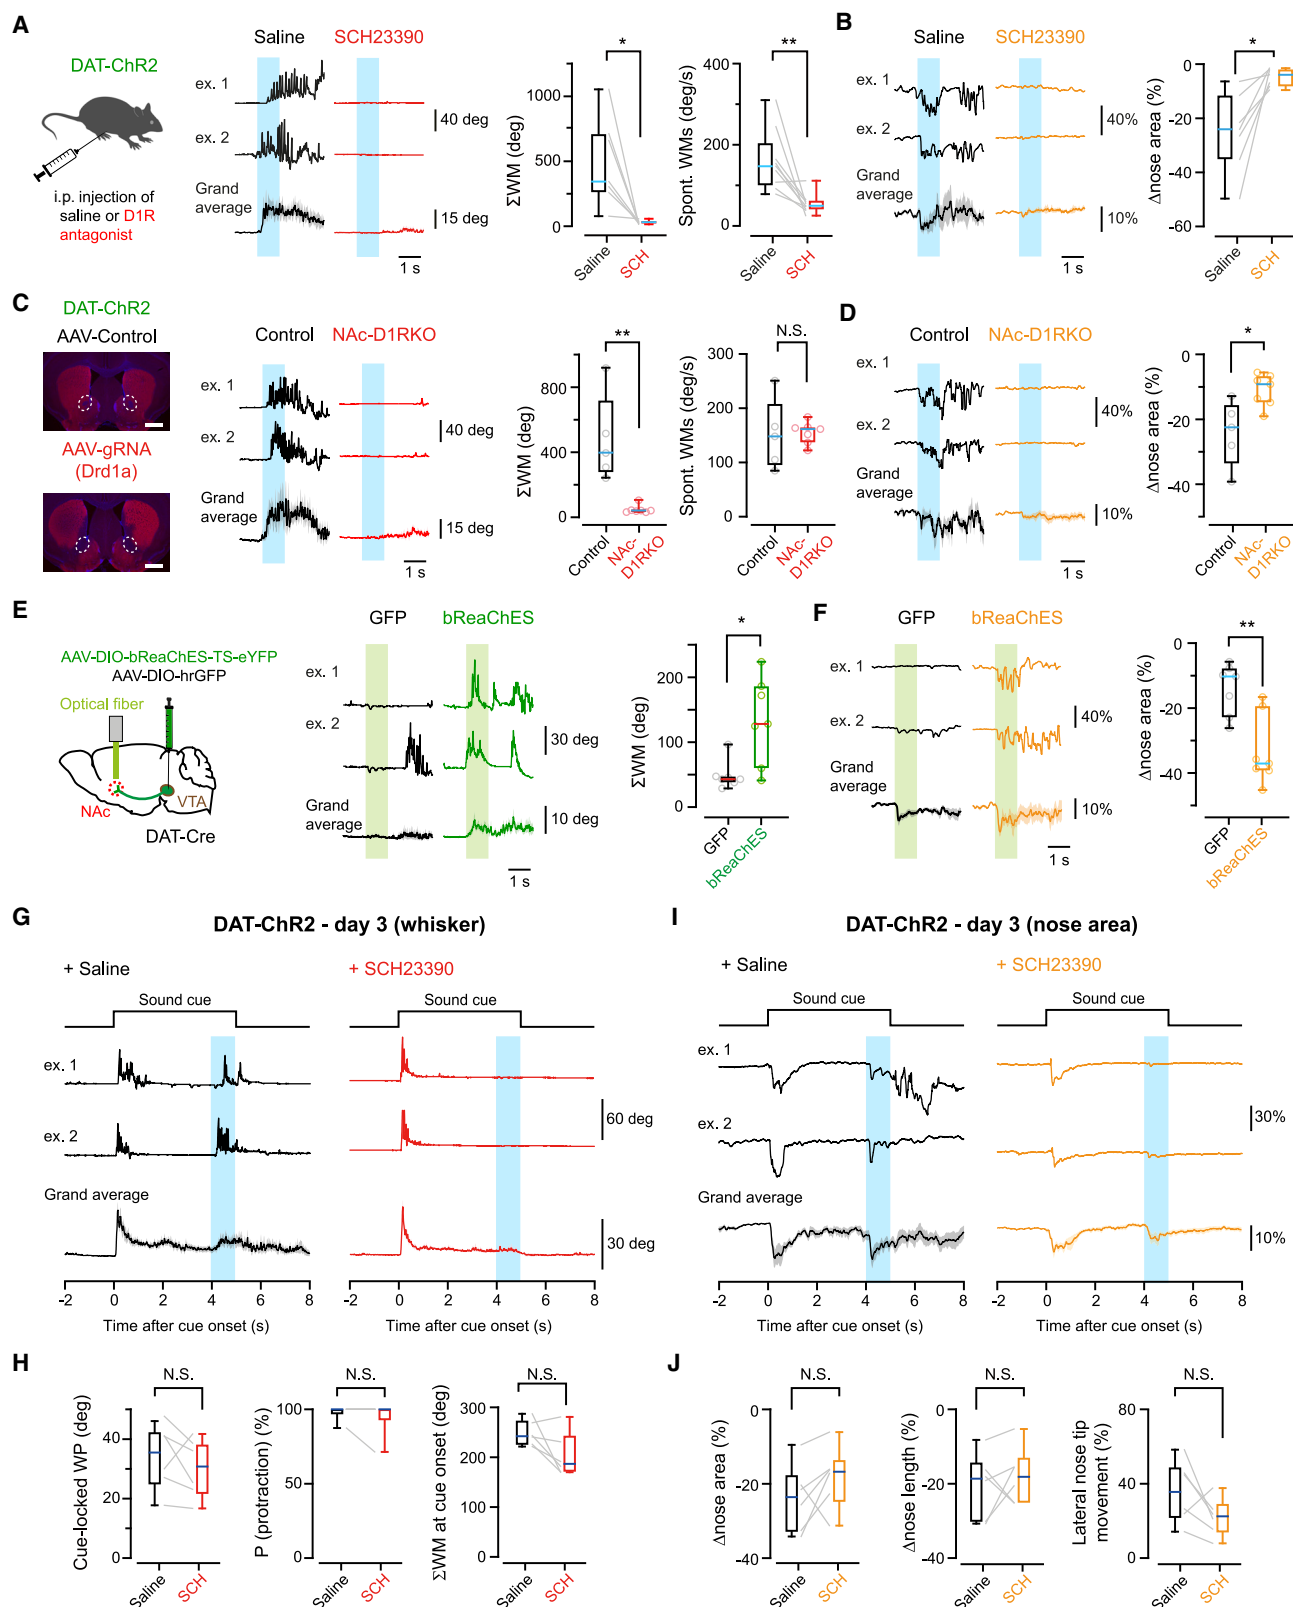 A
DAT-ChR2
i.p. injection of
saline or D1R
antagonist
Saline
SCH23390
ex. 1
ex. 2
Grand
average
40 deg
15 deg
1 s
ΣWM (deg)
1000
500
0
*
Saline
SCH
Spont. WMs (deg/s)
400
200
0
**
Saline
SCH
B
Saline
SCH23390
ex. 1
ex. 2
Grand
average
40%
10%
1 s
Δnose area (%)
0
-20
-40
-60
*
Saline
SCH
C
DAT-ChR2
AAV-Control
AAV-gRNA
(Drd1a)
Control
NAc-D1RKO
ex. 1
ex. 2
Grand
average
40 deg
15 deg
1 s
ΣWM (deg)
800
400
0
**
Control
NAc-
D1RKO
Spont. WMs (deg/s)
300
200
100
0
N.S.
Control
NAc-
D1RKO
D
Control
NAc-D1RKO
ex. 1
ex. 2
Grand
average
40%
10%
1 s
Δnose area (%)
0
-20
-40
*
Control
NAc-
D1RKO
E
AAV-DIO-bReaChES-TS-eYFP
AAV-DIO-hrGFP
Optical fiber
NAc
VTA
DAT-Cre
GFP
bReaChES
ex. 1
ex. 2
Grand
average
30 deg
10 deg
1 s
ΣWM (deg)
200
100
0
*
GFP
bReaChES
F
GFP
bReaChES
ex. 1
ex. 2
Grand
average
40%
10%
1 s
Δnose area (%)
0
-20
-40
**
GFP
bReaChES
G
DAT-ChR2 - day 3 (whisker)
+ Saline
+ SCH23390
Sound cue
Sound cue
ex. 1
ex. 2
Grand average
60 deg
30 deg
-2 0 2 4 6 8
Time after cue onset (s)
-2 0 2 4 6 8
Time after cue onset (s)
I
DAT-ChR2 - day 3 (nose area)
+ Saline
+ SCH23390
Sound cue
Sound cue
ex. 1
ex. 2
Grand average
30%
10%
-2 0 2 4 6 8
Time after cue onset (s)
-2 0 2 4 6 8
Time after cue onset (s)
H
Cue-locked WP (deg)
40
20
0
N.S.
Saline
SCH
P (protraction) (%)
100
50
0
N.S.
Saline
SCH
ΣWM at cue onset (deg)
300
200
100
0
N.S.
Saline
SCH
J
Δnose area (%)
0
-20
-40
N.S.
Saline
SCH
Δnose length (%)
0
-20
-40
N.S.
Saline
SCH
Lateral nose tip
movement (%)
80
40
0
N.S.
Saline
SCH